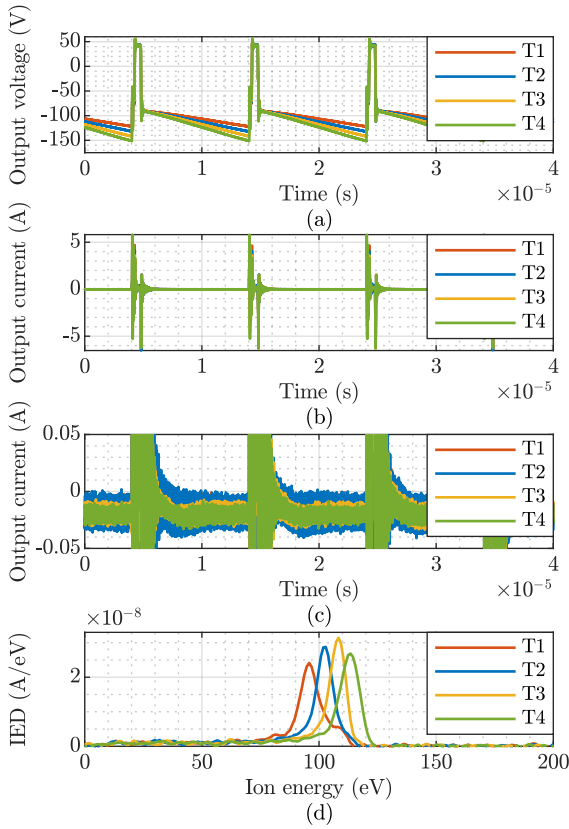 Output voltage (V)
50
0
-50
-100
-150
T1
T2
T3
T4
0 1 2 3 4
Time (s)
×10⁻⁵
(a)
Output current (A)
5
0
-5
T1
T2
T3
T4
0 1 2 3 4
Time (s)
×10⁻⁵
(b)
Output current (A)
0.05
0
-0.05
T1
T2
T3
T4
0 1 2 3 4
Time (s)
×10⁻⁵
(c)
×10⁻⁸
IED (A/eV)
2
0
T1
T2
T3
T4
0 50 100 150 200
Ion energy (eV)
(d)